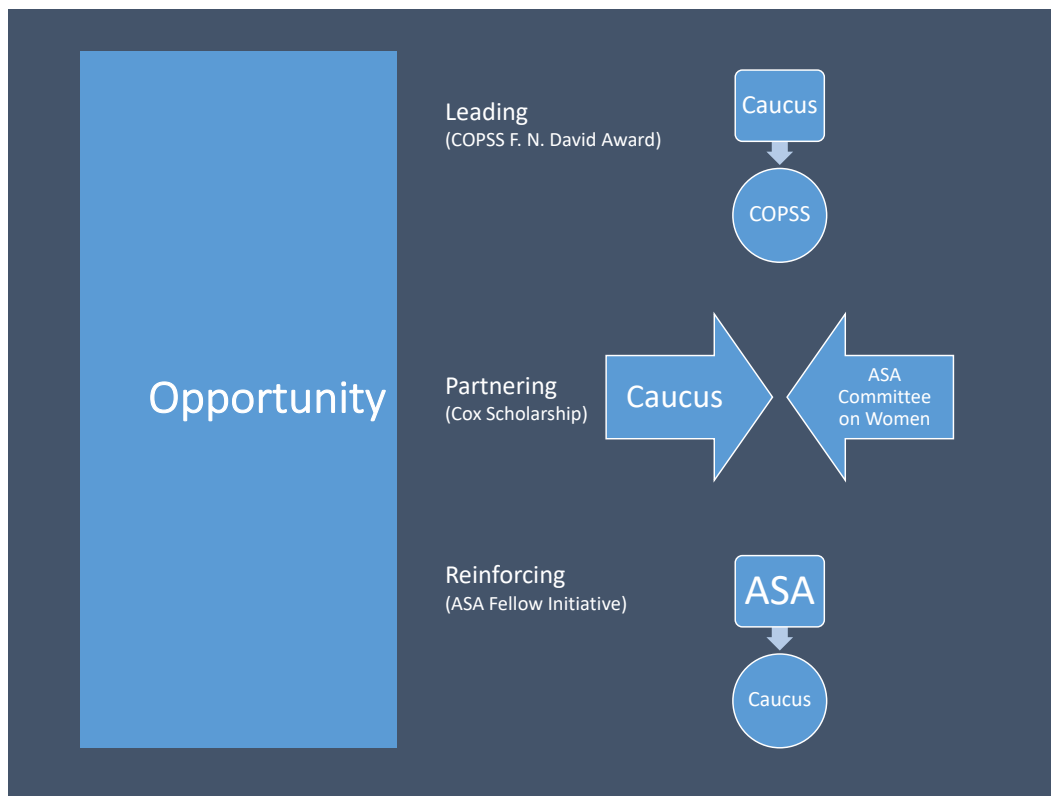 Opportunity
Leading
(COPSS F. N. David Award)
Caucus
COPSS
Partnering
(Cox Scholarship)
Caucus
ASA
Committee
on Women
Reinforcing
(ASA Fellow Initiative)
ASA
Caucus